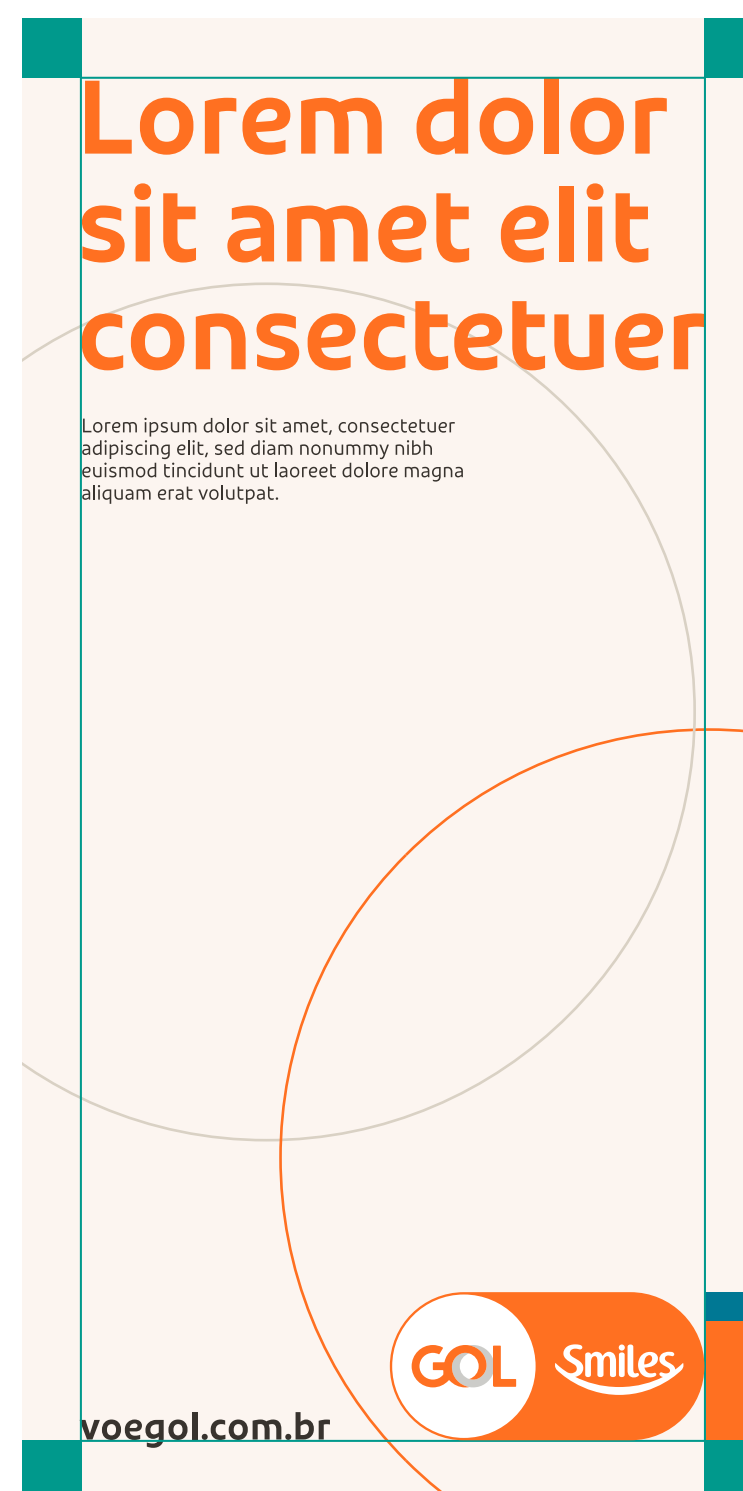 Lorem dolor
sit amet elit
consectetuer
Lorem ipsum dolor sit amet, consectetuer
adipiscing elit, sed diam nonummy nibh
euismod tincidunt ut laoreet dolore magna
aliquam erat volutpat.
GOL Smiles
voegol.com.br